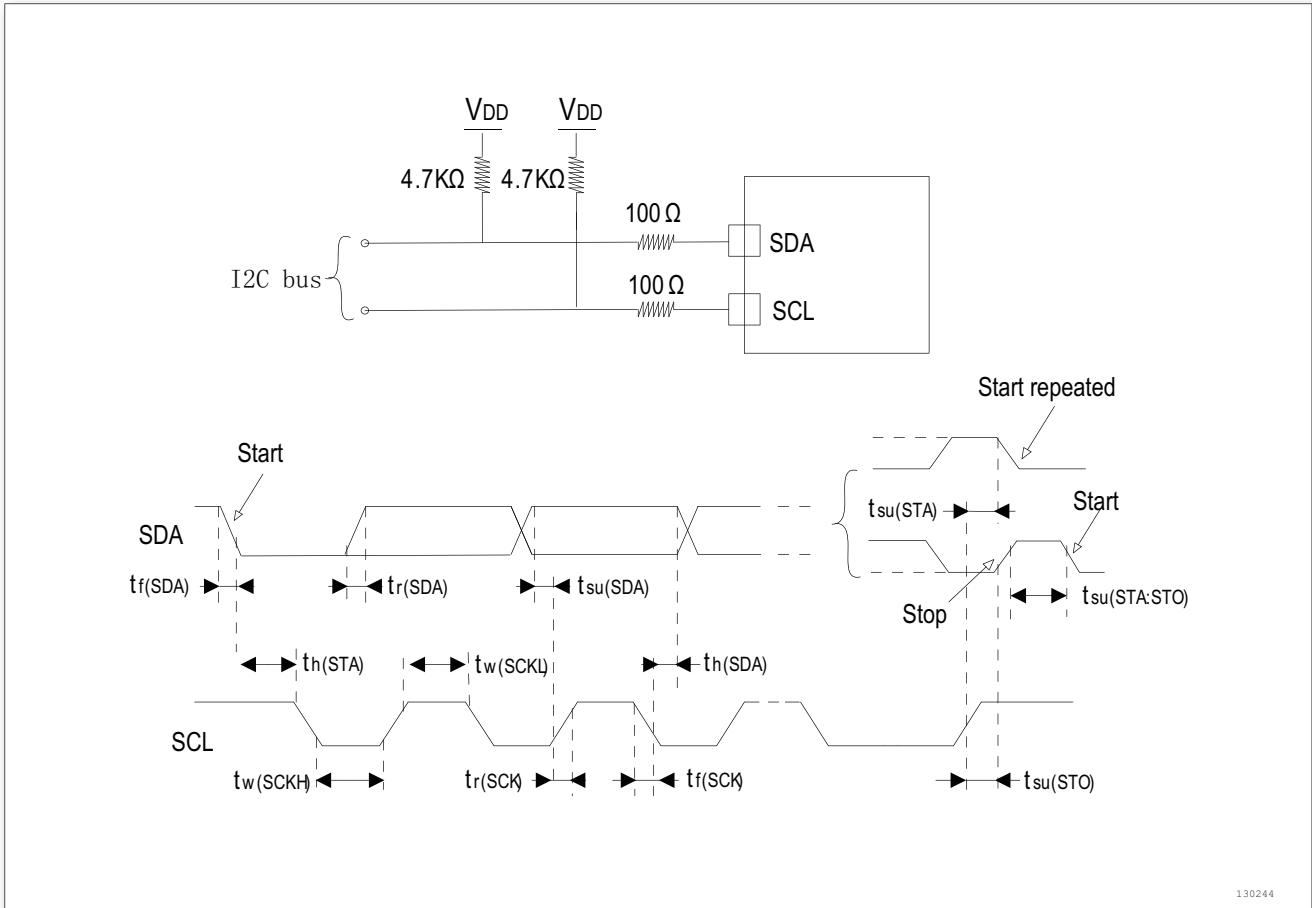 VDD VDD
4.7KΩ 4.7KΩ
100 Ω
SDA
I2C bus
100 Ω
SCL
Start repeated
Start
tsu(STA) Start
SDA
tf(SDA) tr(SDA) tsu(SDA)
Stop tsu(STA:STO)
th(STA) tw(SCKL) th(SDA)
SCL
tw(SCKH) tr(SCK) tf(SCK) tsu(STO)
130244